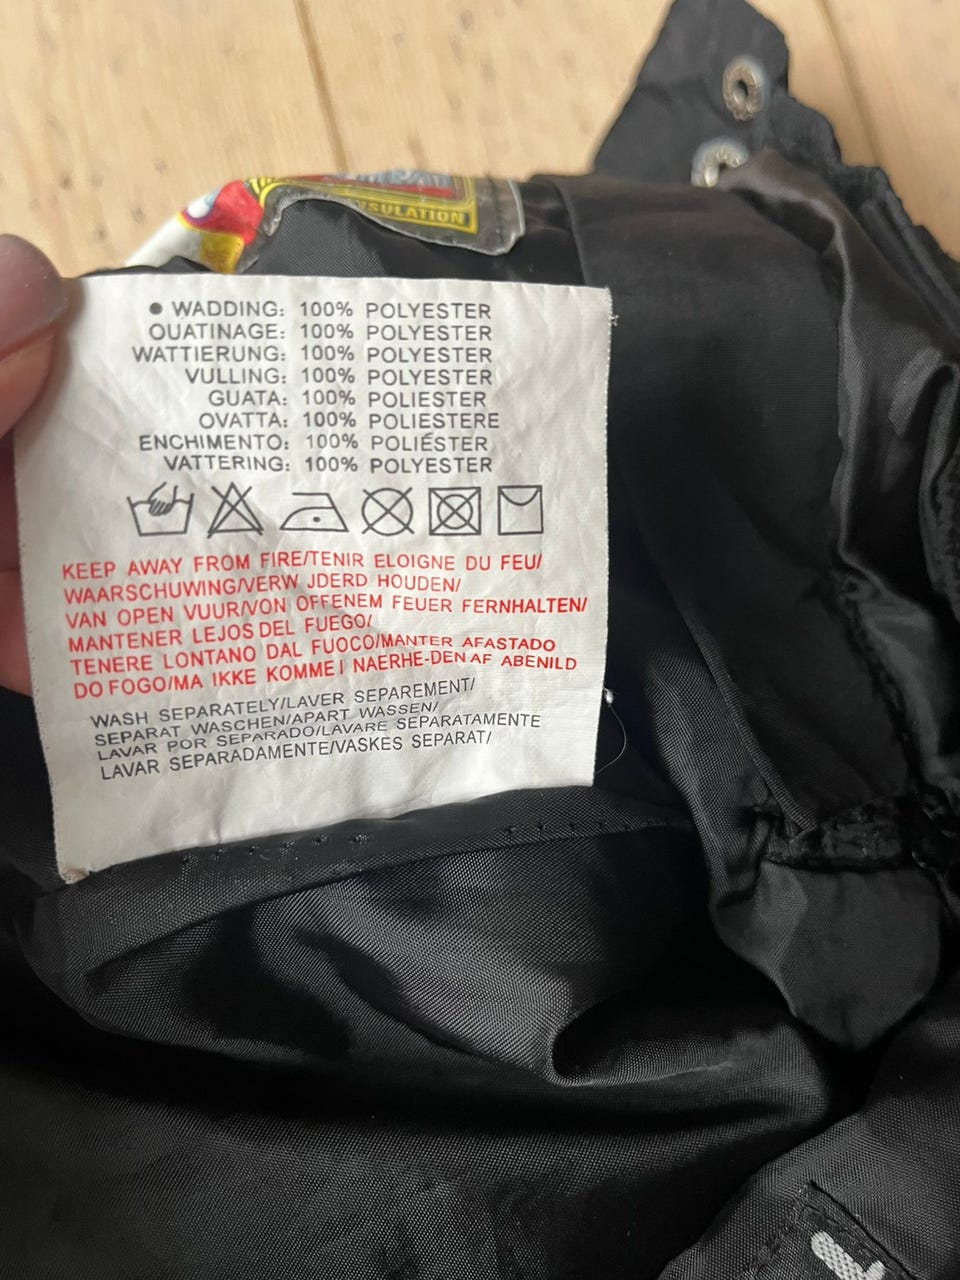 INSULATION
● WADDING: 100% POLYESTER
OUATINAGE: 100% POLYESTER
WATTIERUNG: 100% POLYESTER
VULLING: 100% POLYESTER
GUATA: 100% POLIESTER
OVATTA: 100% POLIESTERE
ENCHIMENTO: 100% POLIÉSTER
VATTERING: 100% POLYESTER
KEEP AWAY FROM FIRE/TENIR ELOIGNE DU FEU/
WAARSCHUWING/VERW JDERD HOUDEN/
VAN OPEN VUUR/VON OFFENEM FEUER FERNHALTEN/
MANTENER LEJOS DEL FUEGO/
TENERE LONTANO DAL FUOCO/MANTER AFASTADO
DO FOGO/MA IKKE KOMME I NAERHE-DEN AF ABENILD
WASH SEPARATELY/LAVER SEPAREMENT/
SEPARAT WASCHEN/APART WASSEN/
LAVAR POR SEPARADO/LAVARE SEPARATAMENTE
LAVAR SEPARADAMENTE/VASKES SEPARAT/